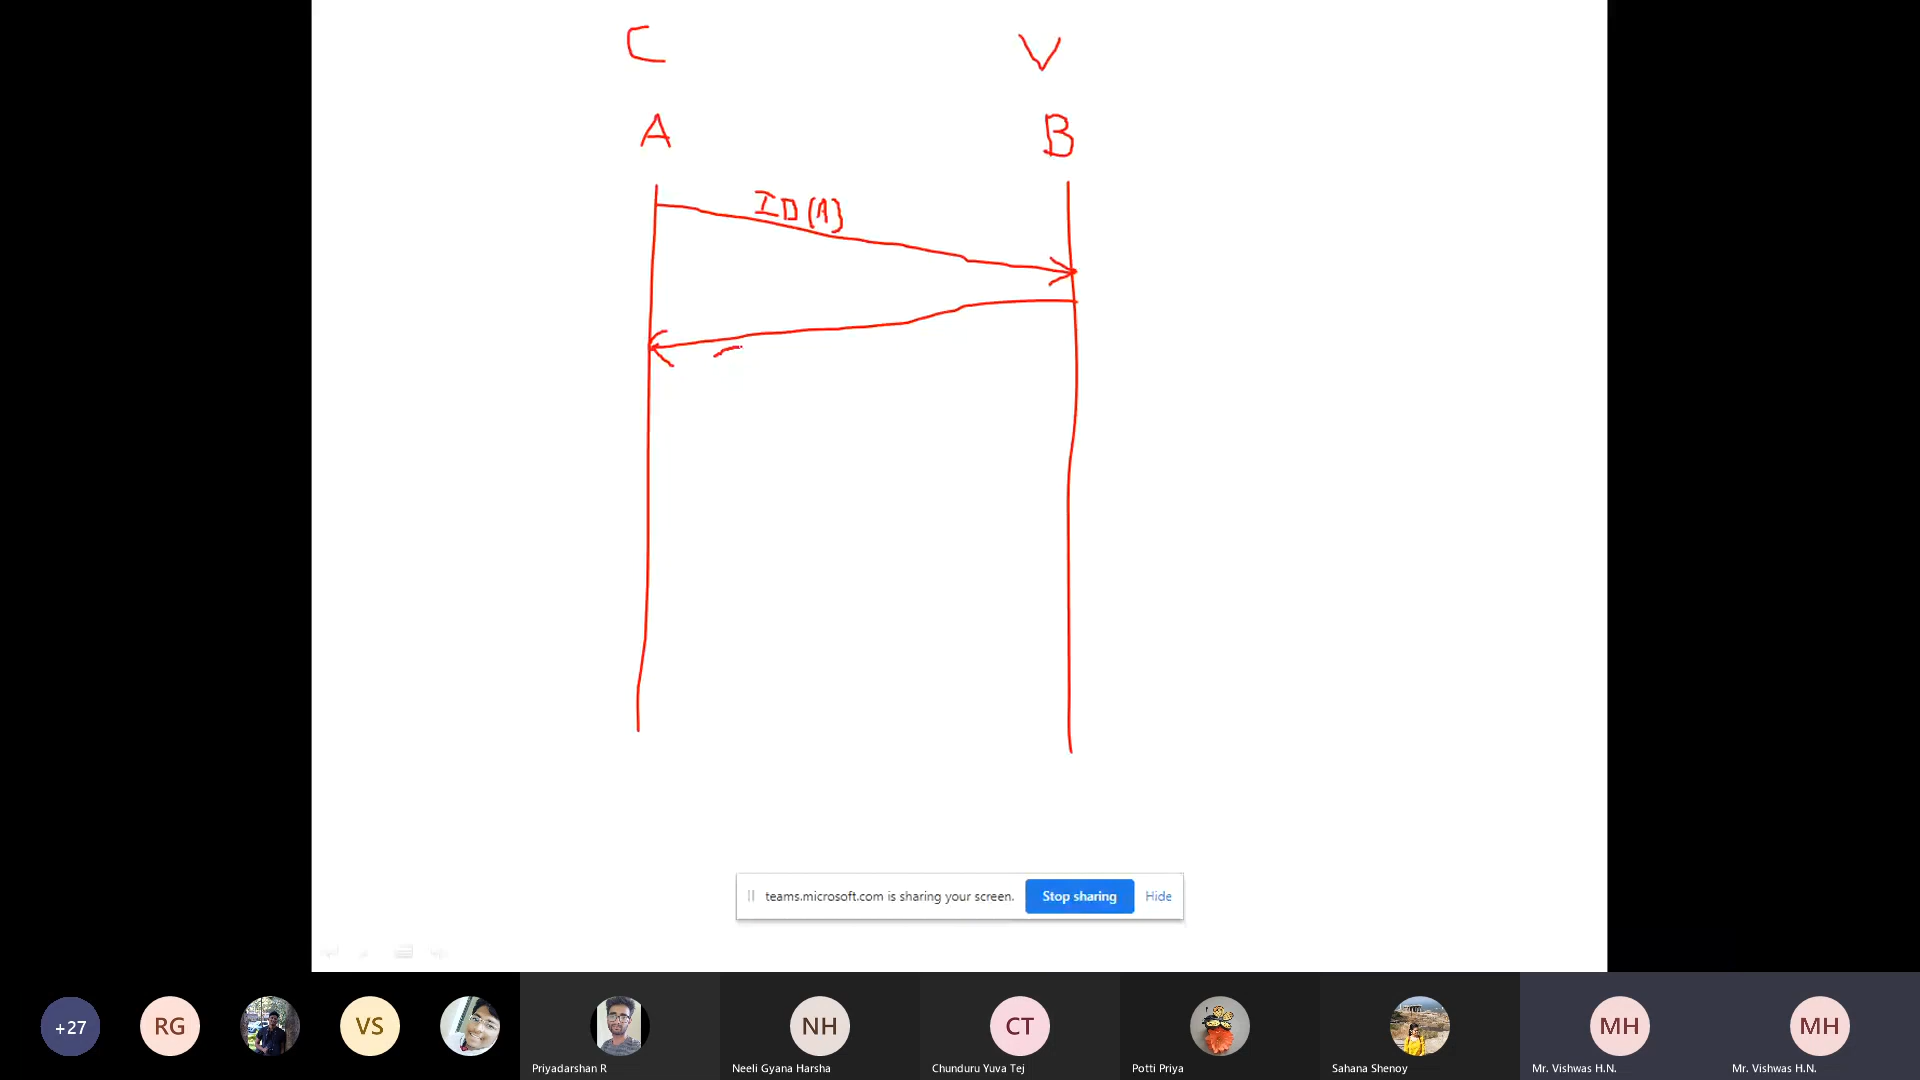 C V
A B
ID(A)
teams.microsoft.com is sharing your screen. Stop sharing Hide
+27 RG VS NH CT MH MH
Priyadarshan R Neeli Gyana Harsha Chunduru Yuva Tej Potti Priya Sahana Shenoy Mr. Vishwas H.N. Mr. Vishwas H.N.